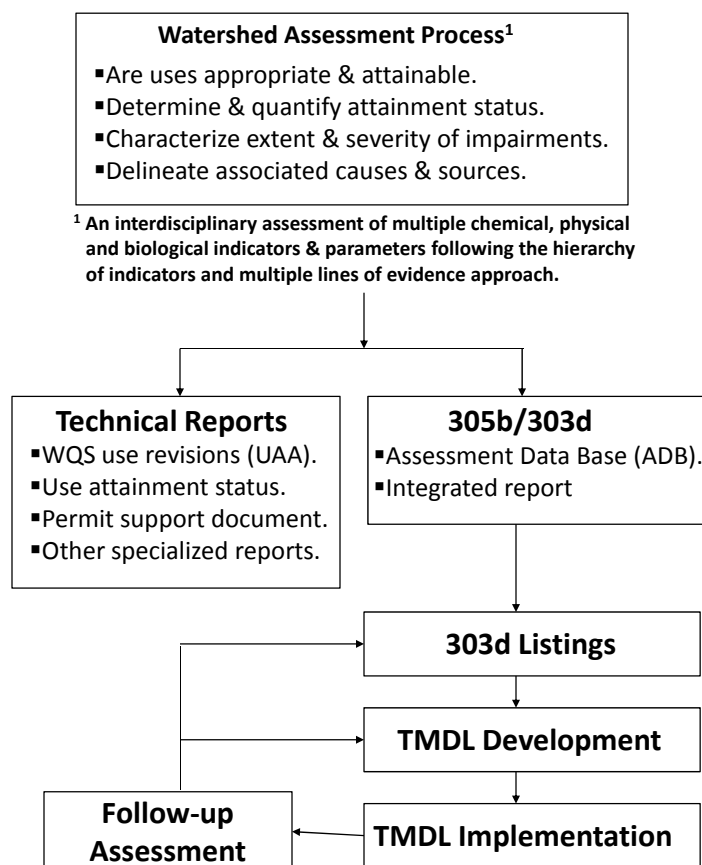 Watershed Assessment Process¹
▪Are uses appropriate & attainable.
▪Determine & quantify attainment status.
▪Characterize extent & severity of impairments.
▪Delineate associated causes & sources.
¹ An interdisciplinary assessment of multiple chemical, physical
and biological indicators & parameters following the hierarchy
of indicators and multiple lines of evidence approach.
Technical Reports
▪WQS use revisions (UAA).
▪Use attainment status.
▪Permit support document.
▪Other specialized reports.
305b/303d
▪Assessment Data Base (ADB).
▪Integrated report
303d Listings
TMDL Development
Follow-up
Assessment
TMDL Implementation